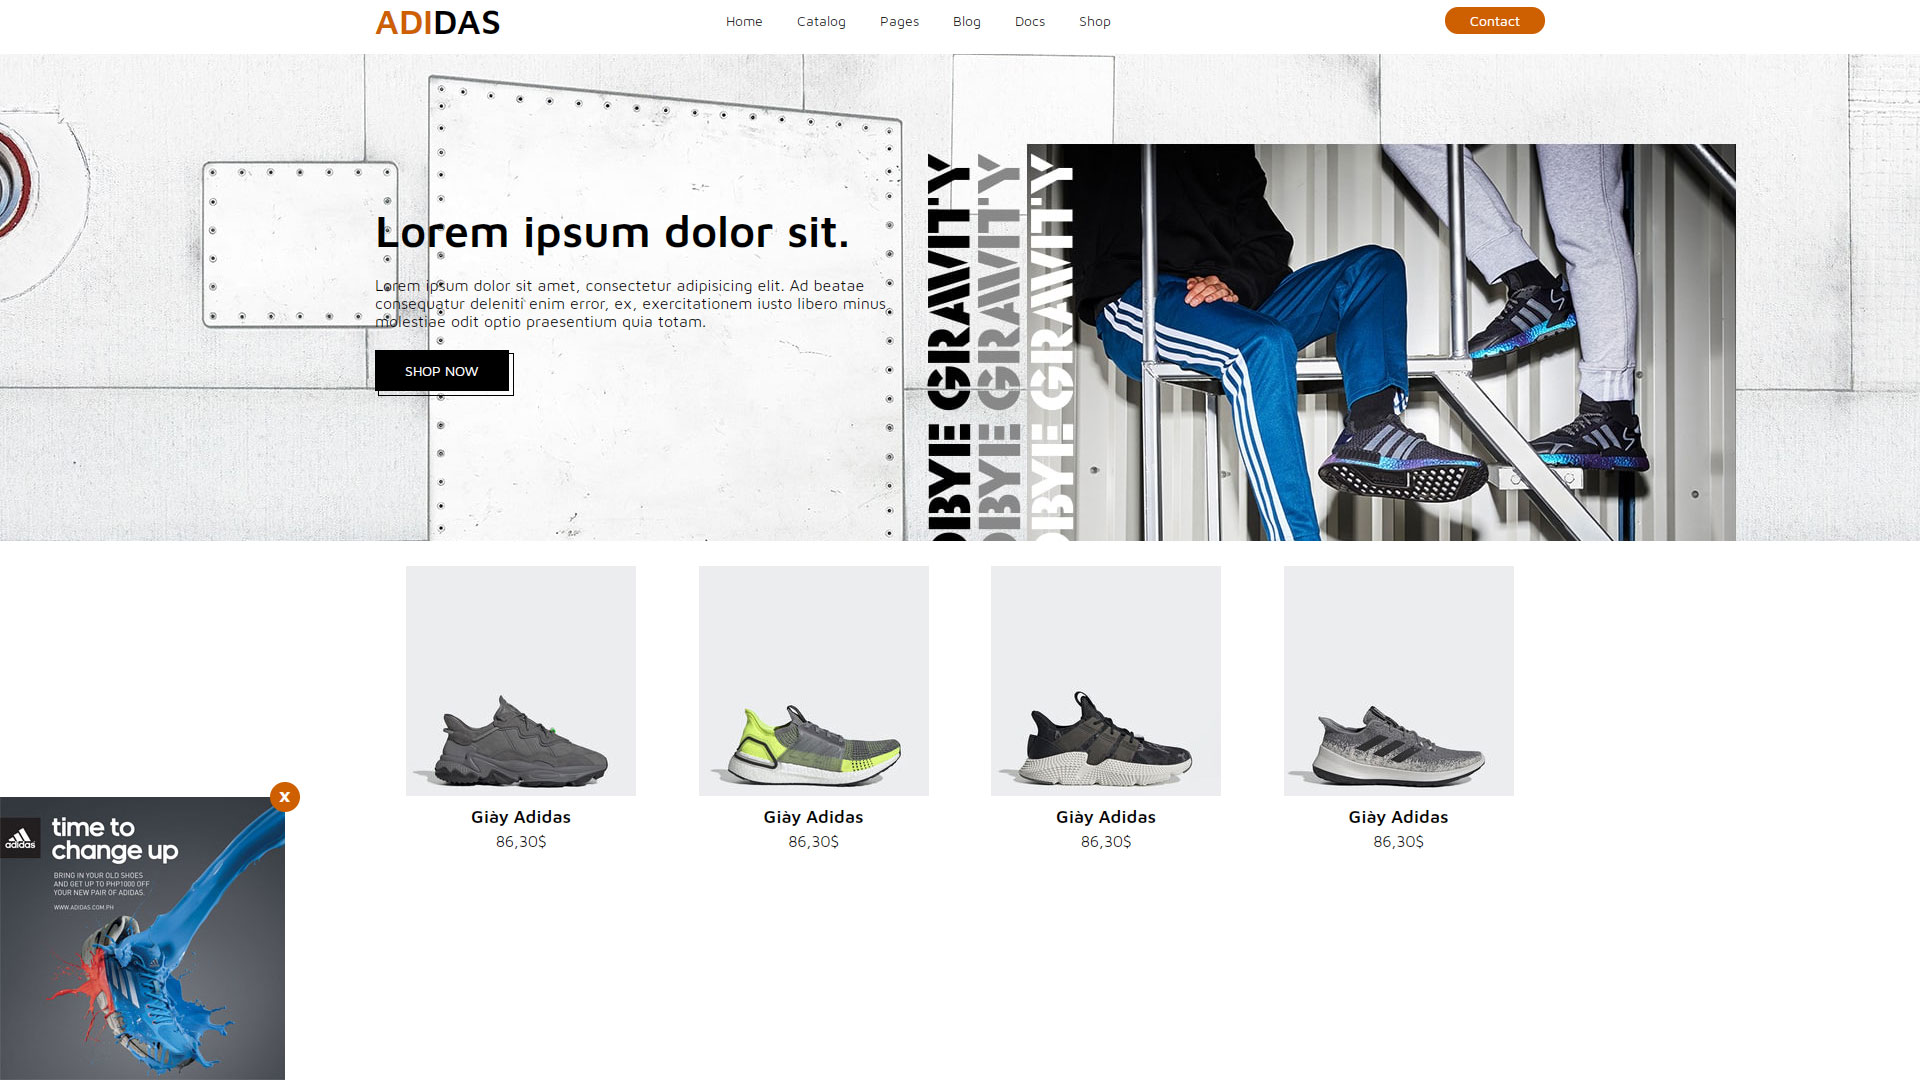 ADIDAS
Home Catalog Pages Blog Docs Shop
Contact
Lorem ipsum dolor sit.
Lorem ipsum dolor sit amet, consectetur adipisicing elit. Ad beatae
consequatur deleniti enim error, ex, exercitationem iusto libero minus
molestiae odit optio praesentium quia totam.
SHOP NOW
OBYE GRAVITY
OBYE GRAVITY
OBYE GRAVITY
Giày Adidas
86,30$
Giày Adidas
86,30$
Giày Adidas
86,30$
Giày Adidas
86,30$
X
adidas
time to
change up
BRING IN YOUR OLD SHOES
AND GET UP TO PHP1000 OFF
YOUR NEW PAIR OF ADIDAS.
WWW.ADIDAS.COM.PH